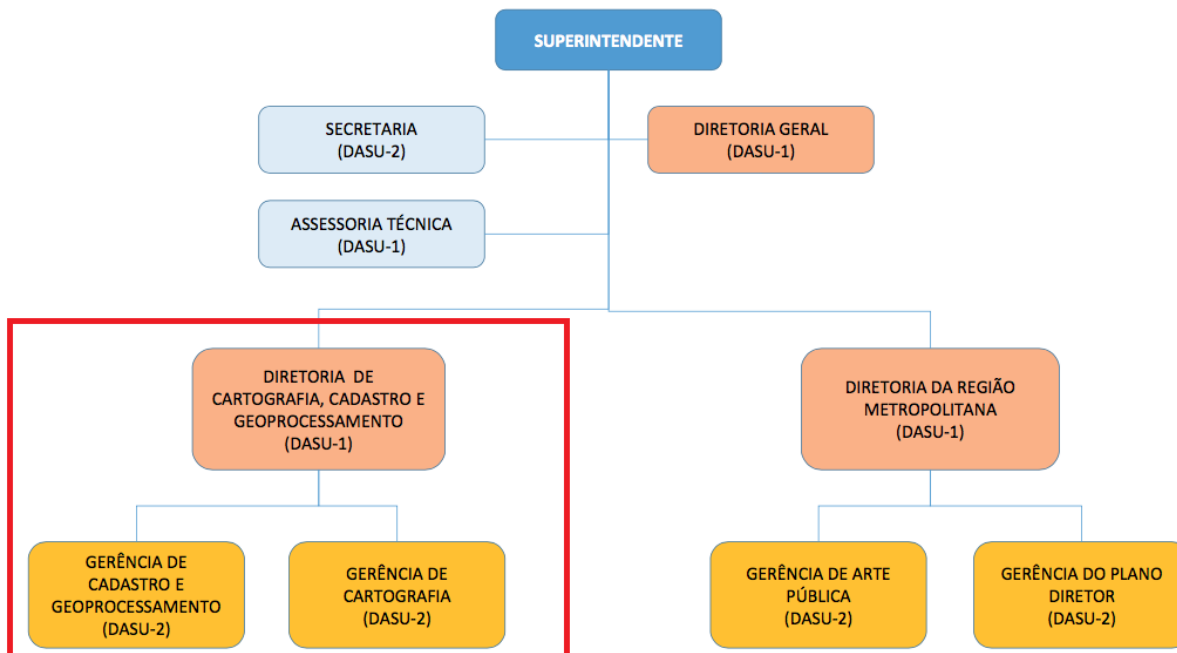 SUPERINTENDENTE
SECRETARIA
(DASU-2)
DIRETORIA GERAL
(DASU-1)
ASSESSORIA TÉCNICA
(DASU-1)
DIRETORIA DE
CARTOGRAFIA, CADASTRO E
GEOPROCESSAMENTO
(DASU-1)
DIRETORIA DA REGIÃO
METROPOLITANA
(DASU-1)
GERÊNCIA DE
CADASTRO E
GEOPROCESSAMENTO
(DASU-2)
GERÊNCIA DE
CARTOGRAFIA
(DASU-2)
GERÊNCIA DE ARTE
PÚBLICA
(DASU-2)
GERÊNCIA DO PLANO
DIRETOR
(DASU-2)